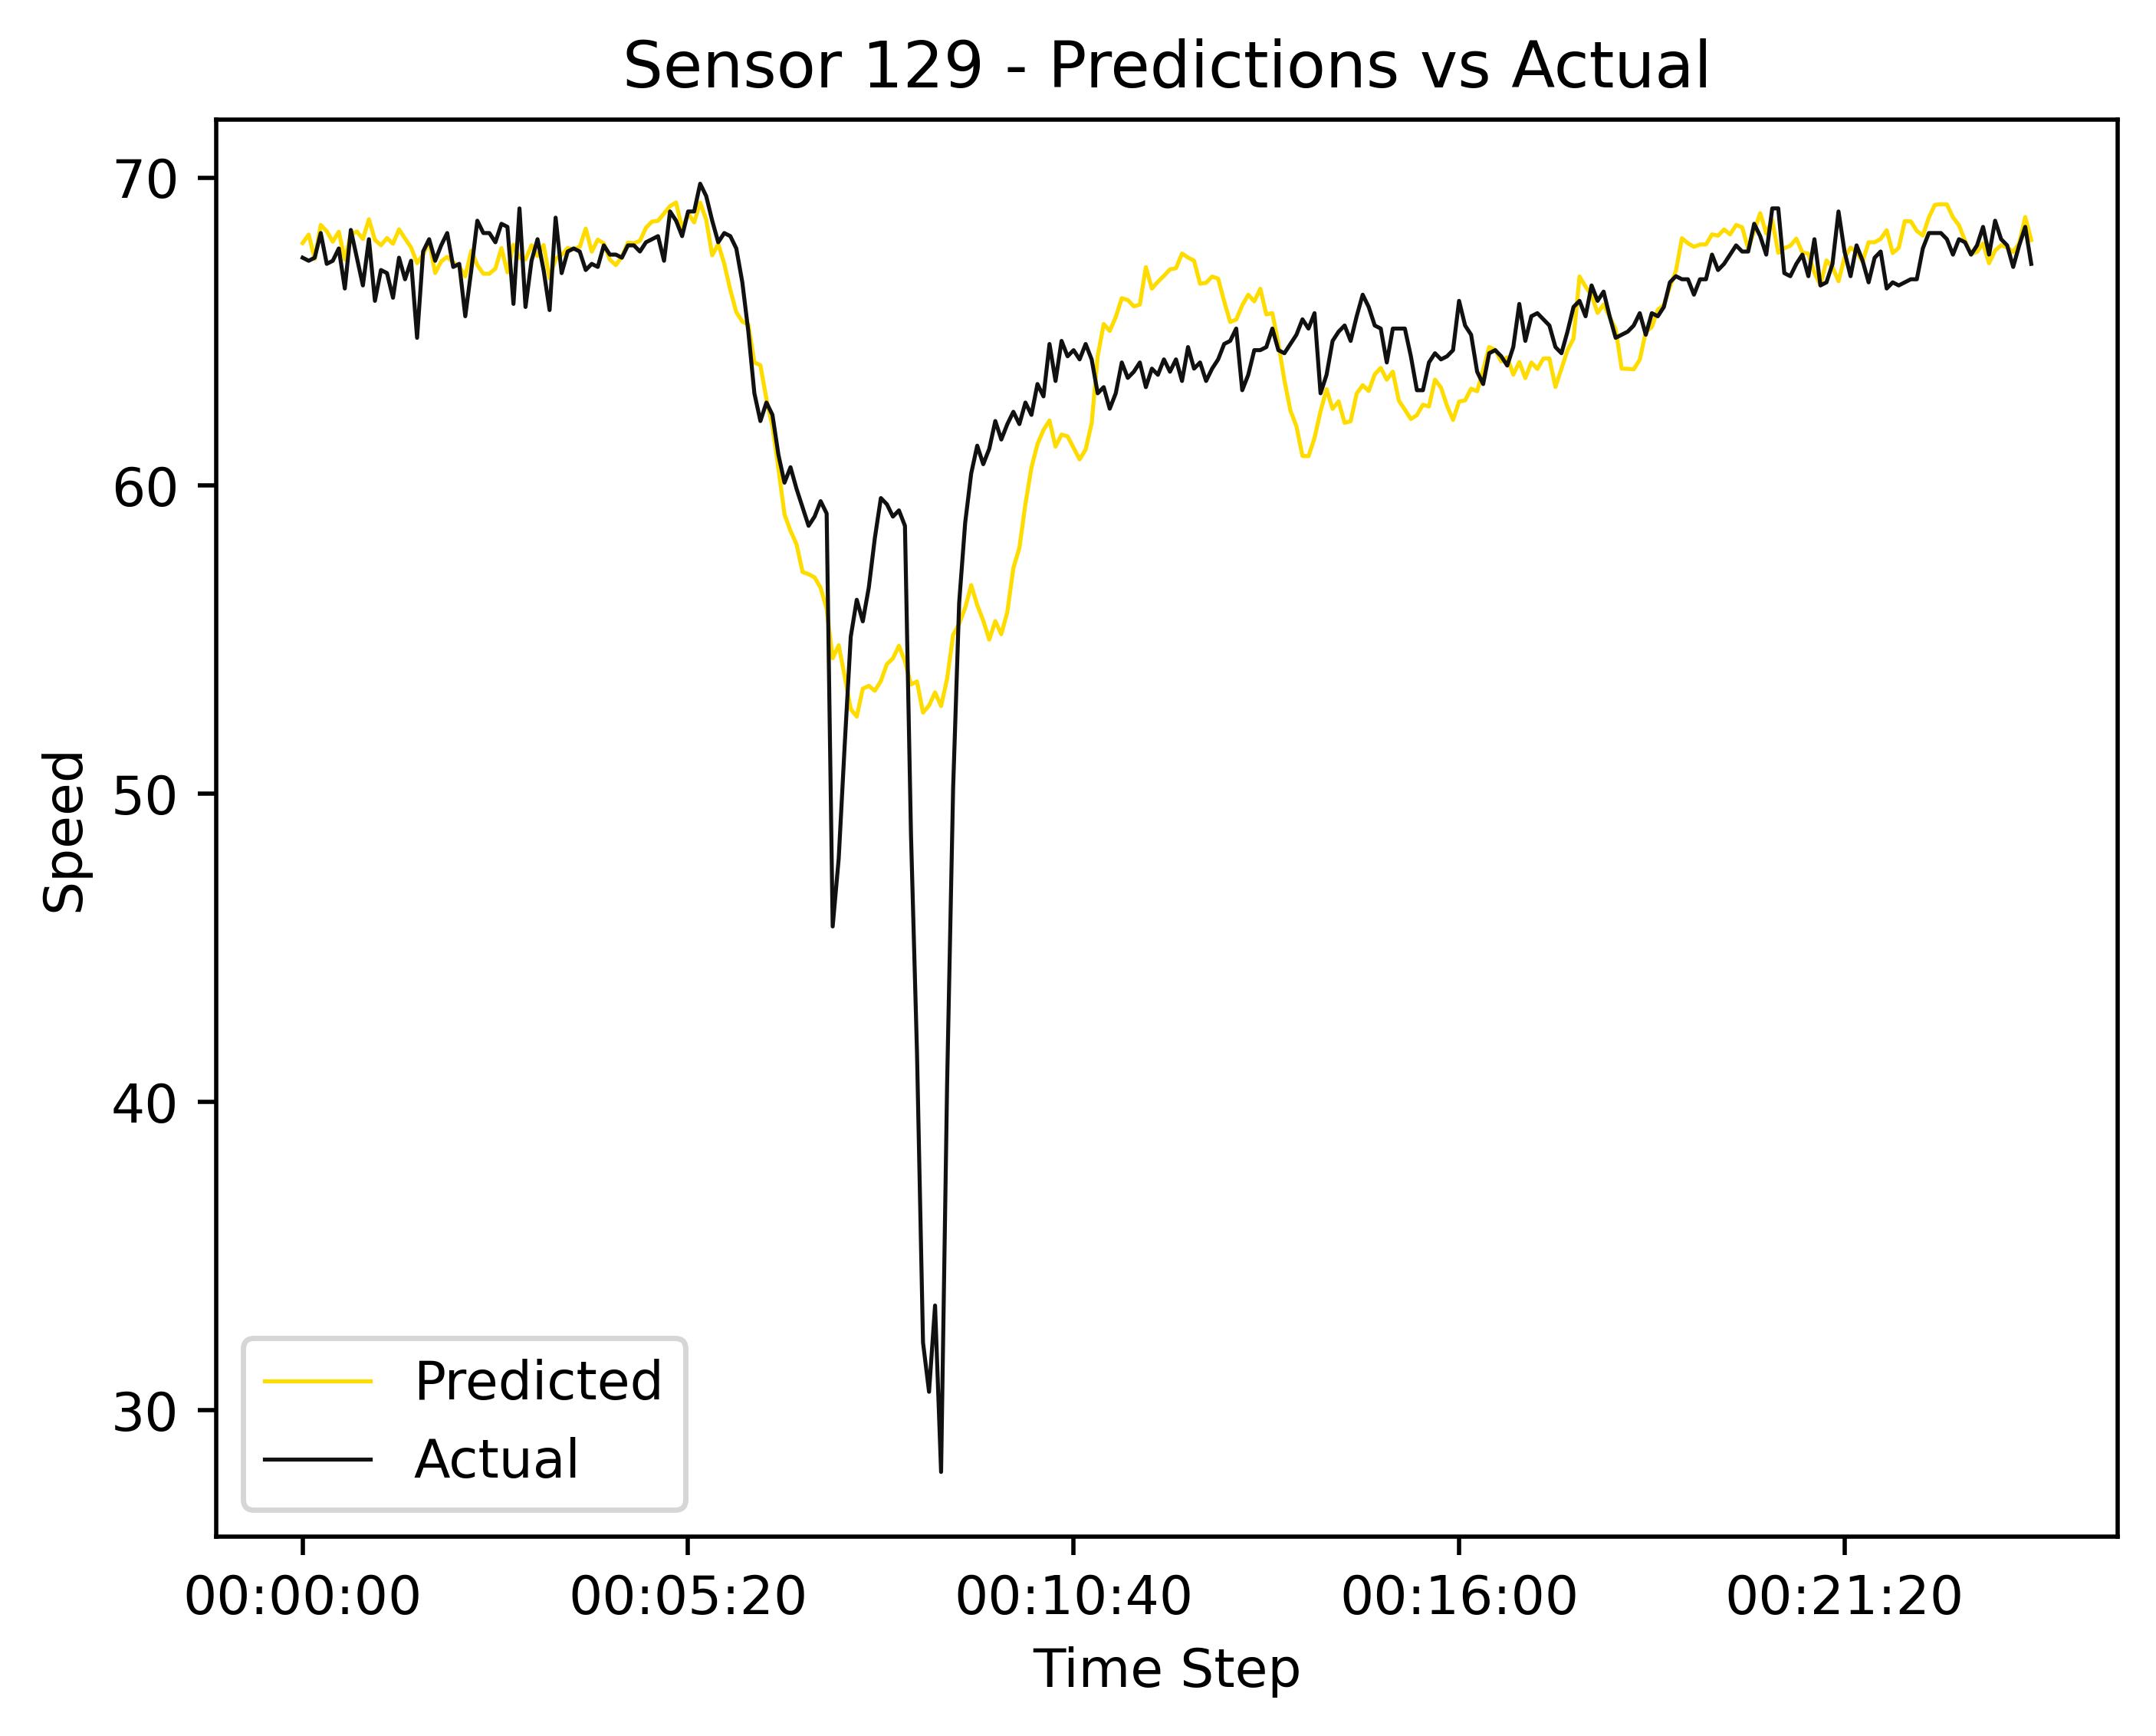 Sensor 129 - Predictions vs Actual
70
60
50
40
30
Speed
Predicted
Actual
00:00:00 00:05:20 00:10:40 00:16:00 00:21:20
Time Step